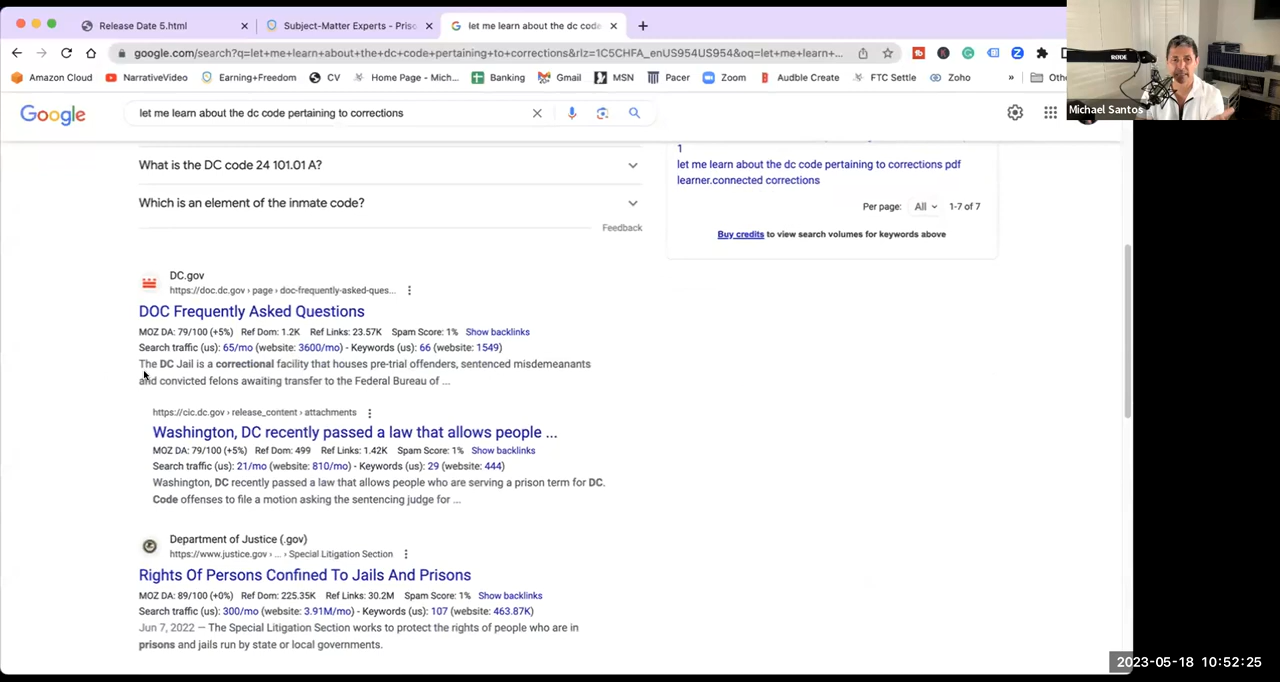 Release Date 5.html
Subject-Matter Experts - Priso
let me learn about the dc code
google.com/search?q=let+me+learn+about+the+dc+code+pertaining+to+corrections&rlz=1C5CHFA_enUS954US954&oq=let+me+learn+...
Amazon Cloud
NarrativeVideo
Earning+Freedom
CV
Home Page - Mich...
Banking
Gmail
MSN
Pacer
Zoom
Audble Create
FTC Settle
Zoho
»
Oth
RØDE
Michael Santos
Google
let me learn about the dc code pertaining to corrections
What is the DC code 24 101.01 A?
Which is an element of the inmate code?
Feedback
1
let me learn about the dc code pertaining to corrections pdf
learner.connected corrections
Per page: All 1-7 of 7
Buy credits to view search volumes for keywords above
DC.gov
https://doc.dc.gov › page › doc-frequently-asked-ques...
DOC Frequently Asked Questions
MOZ DA: 79/100 (+5%) Ref Dom: 1.2K Ref Links: 23.57K Spam Score: 1% Show backlinks
Search traffic (us): 65/mo (website: 3600/mo) - Keywords (us): 66 (website: 1549)
The DC Jail is a correctional facility that houses pre-trial offenders, sentenced misdemeanants
and convicted felons awaiting transfer to the Federal Bureau of ...
https://cic.dc.gov › release_content › attachments
Washington, DC recently passed a law that allows people ...
MOZ DA: 79/100 (+5%) Ref Dom: 499 Ref Links: 1.42K Spam Score: 1% Show backlinks
Search traffic (us): 21/mo (website: 810/mo) - Keywords (us): 29 (website: 444)
Washington, DC recently passed a law that allows people who are serving a prison term for DC.
Code offenses to file a motion asking the sentencing judge for ...
Department of Justice (.gov)
https://www.justice.gov › ... › Special Litigation Section
Rights Of Persons Confined To Jails And Prisons
MOZ DA: 89/100 (+0%) Ref Dom: 225.35K Ref Links: 30.2M Spam Score: 1% Show backlinks
Search traffic (us): 300/mo (website: 3.91M/mo) - Keywords (us): 107 (website: 463.87K)
Jun 7, 2022 — The Special Litigation Section works to protect the rights of people who are in
prisons and jails run by state or local governments.
2023-05-18 10:52:25